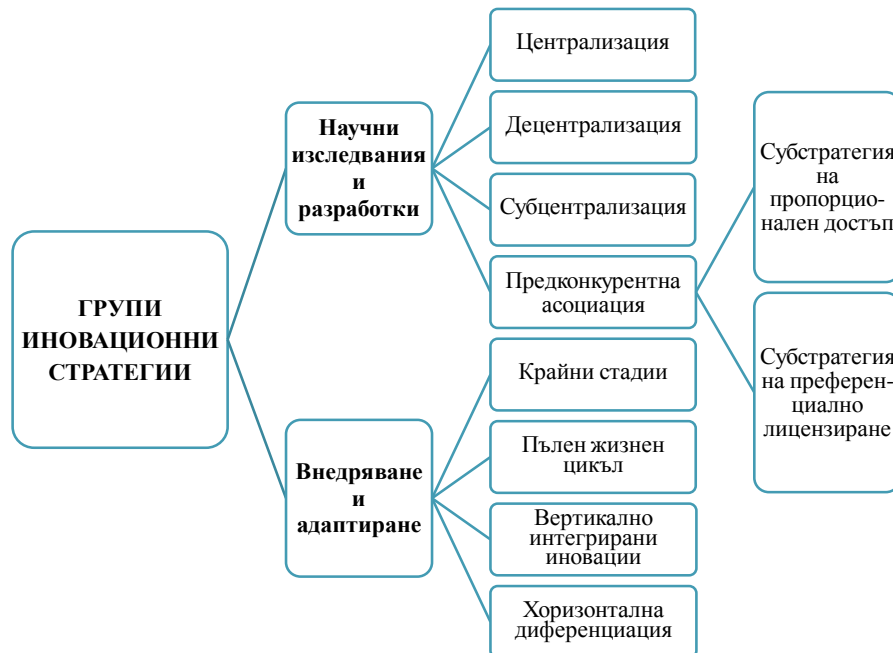 ГРУПИ
ИНОВАЦИОННИ
СТРАТЕГИИ
Научни
изследвания
и
разработки
Централизация
Децентрализация
Субцентрализация
Предконкурентна
асоциация
Субстратегия
на
пропорцио-
нален достъп
Субстратегия
на преферен-
циално
лицензиране
Внедряване
и
адаптиране
Крайни стадии
Пълен жизнен
цикъл
Вертикално
интегрирани
иновации
Хоризонтална
диференциация